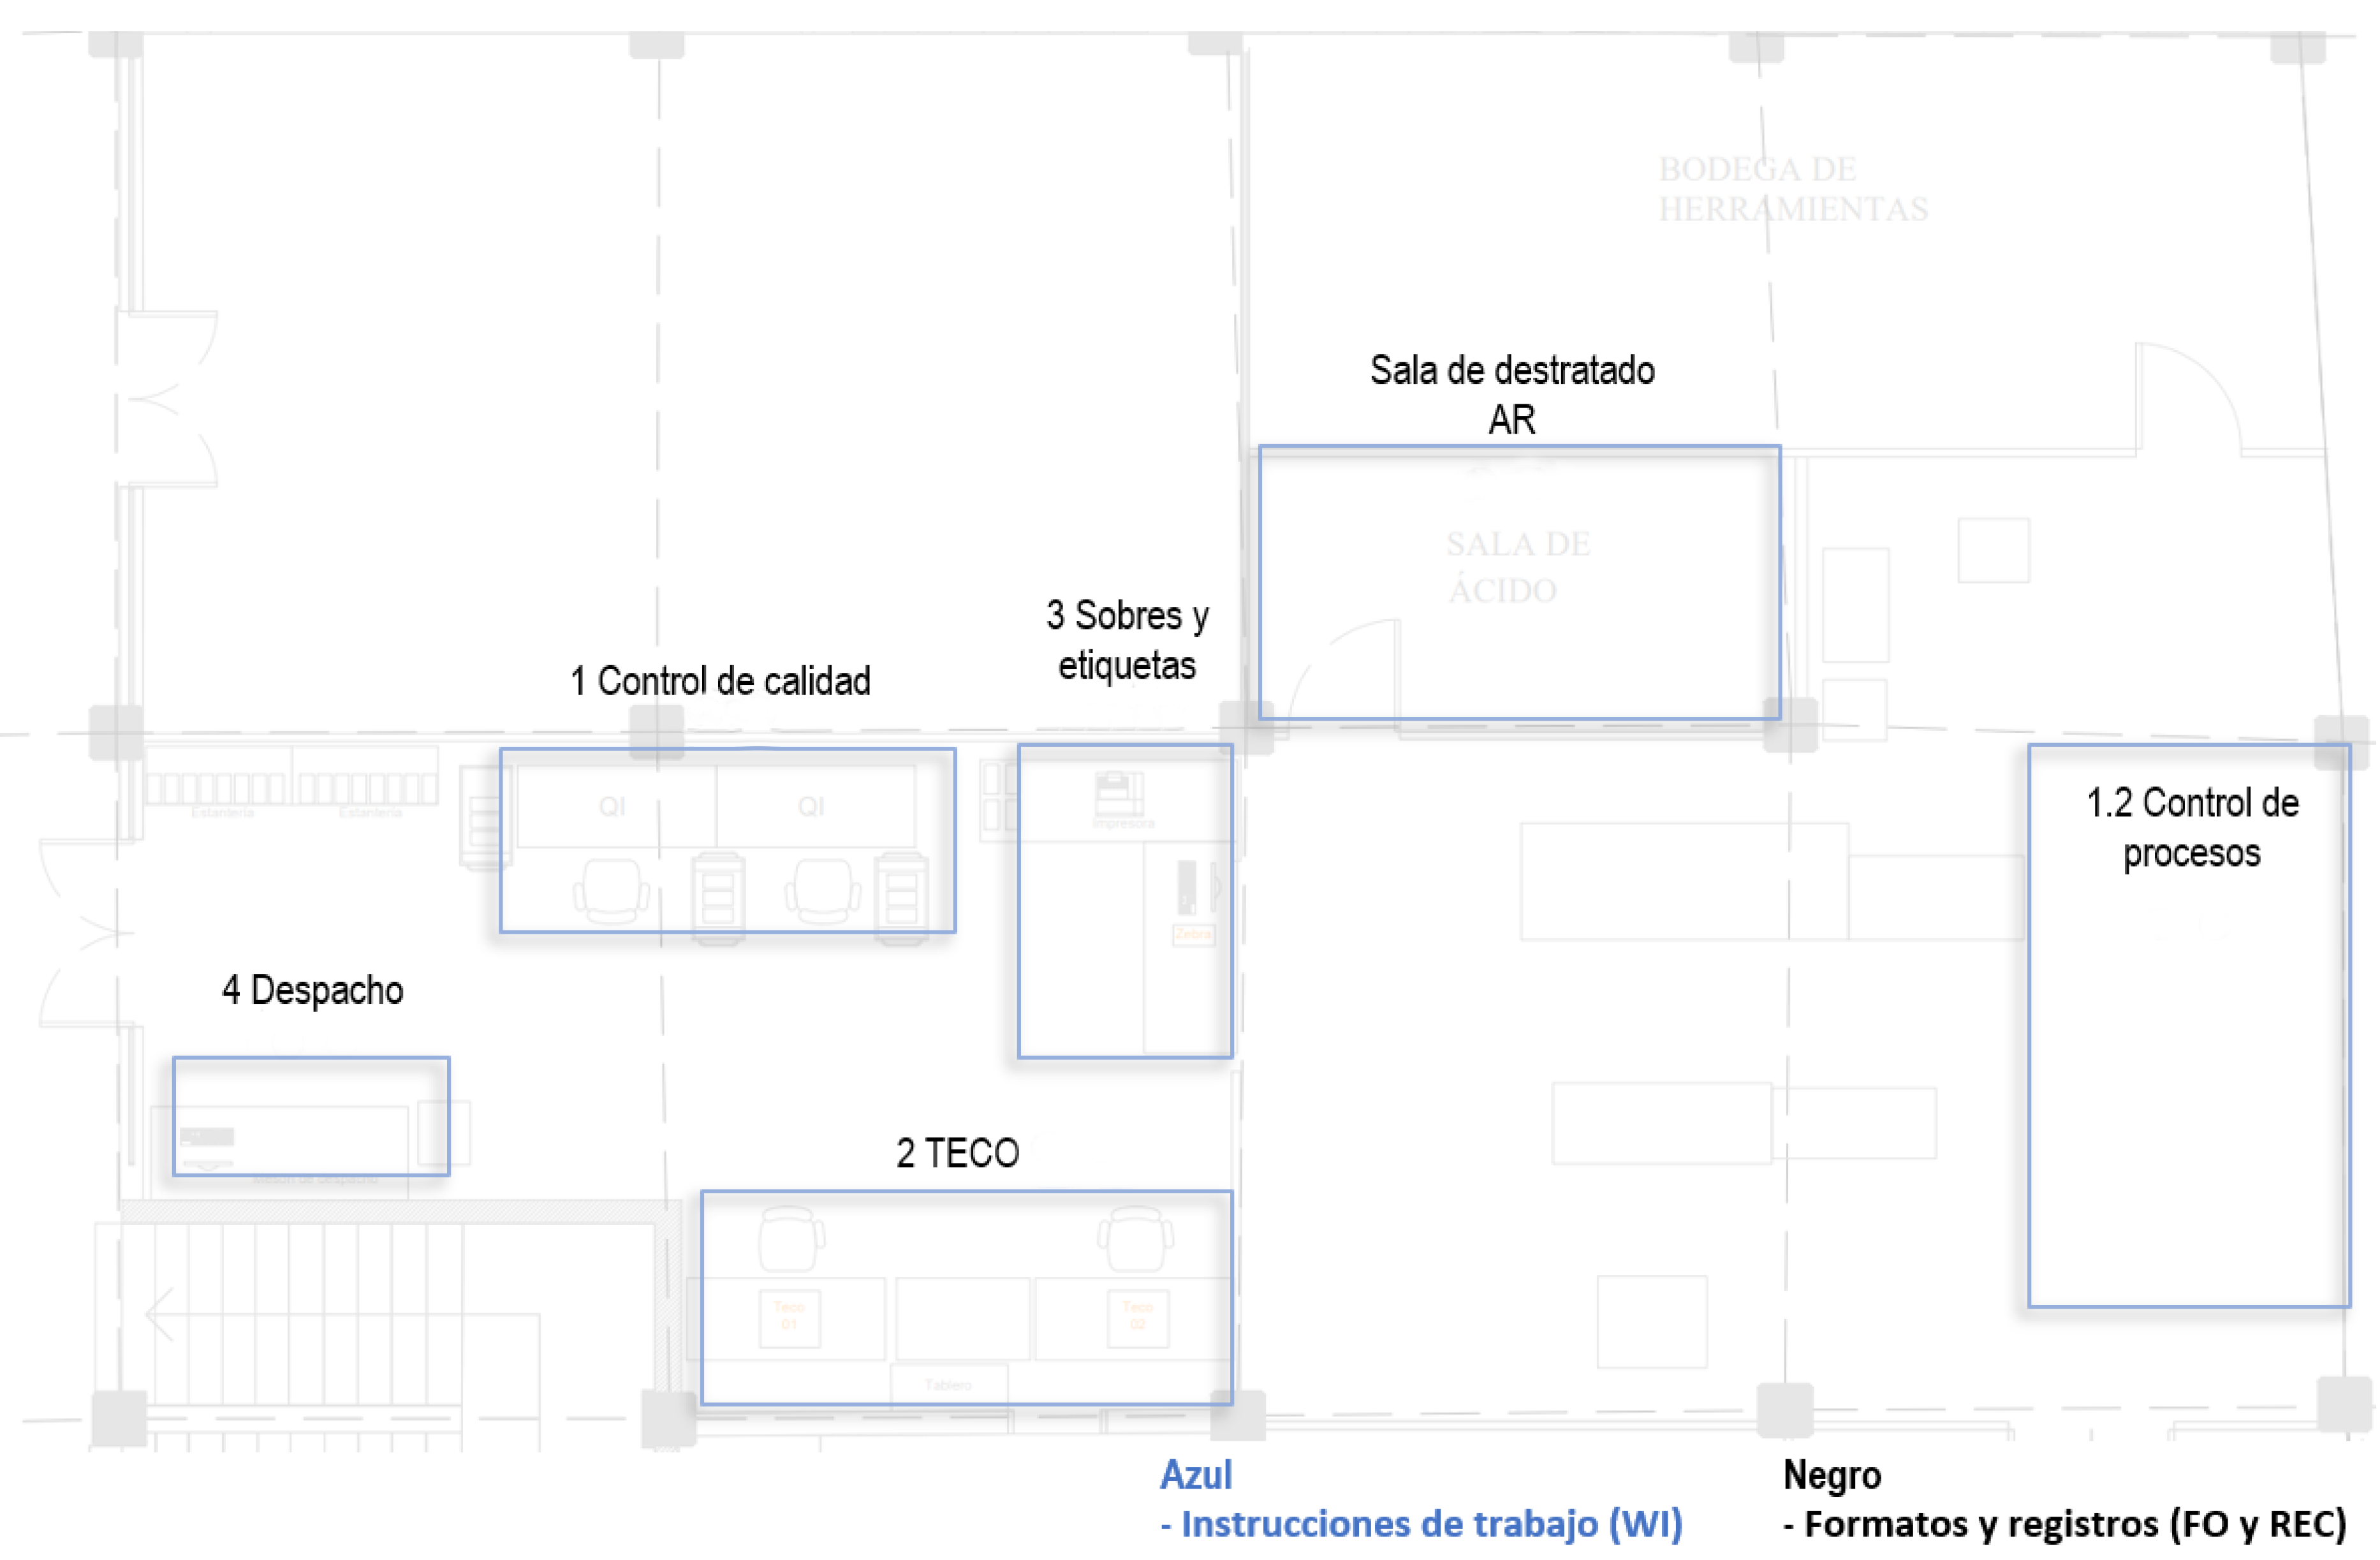 BODEGA DE
HERRAMIENTAS
Sala de destratado
AR
SALA DE
ÁCIDO
3 Sobres y
etiquetas
1 Control de calidad
1.2 Control de
procesos
QI
QI
Estantería
Estantería
Impresora
Zebra
4 Despacho
Mesón de despacho
2 TECO
Teco
01
Teco
02
Tablero
Azul
- Instrucciones de trabajo (WI)
Negro
- Formatos y registros (FO y REC)